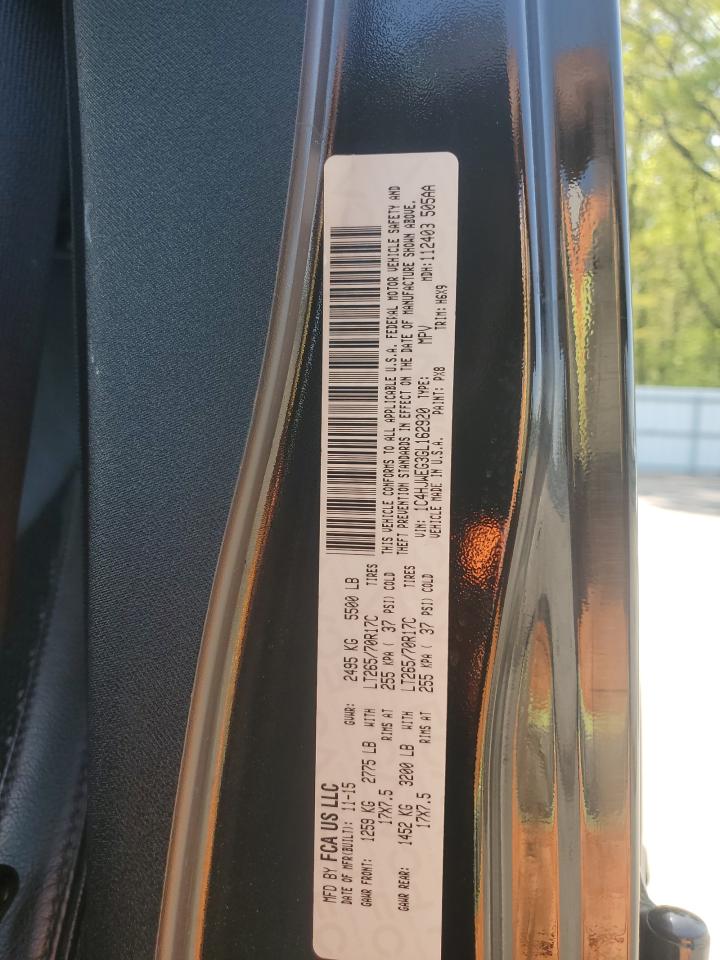 MFD BY FCA US LLC
DATE OF MFR(BUILT): 11-15 GVWR: 2495 KG 5500 LB
GAWR FRONT: 1259 KG 2775 LB WITH LT265/70R17C TIRES
17X7.5 RIMS AT 255 KPA ( 37 PSI) COLD
GAWR REAR: 1452 KG 3200 LB WITH LT265/70R17C TIRES
17X7.5 RIMS AT 255 KPA ( 37 PSI) COLD
THIS VEHICLE CONFORMS TO ALL APPLICABLE U.S.A. FEDERAL MOTOR VEHICLE SAFETY AND
THEFT PREVENTION STANDARDS IN EFFECT ON THE DATE OF MANUFACTURE SHOWN ABOVE.
VIN: 1C4HJWEG3GL162920 TYPE: MPV MDH: 112403 505AA
VEHICLE MADE IN U.S.A. PAINT: PX8 TRIM: H6X9